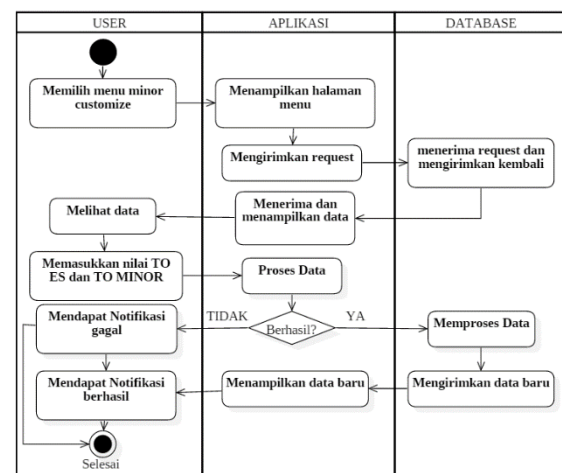 USER
APLIKASI
DATABASE
Memilih menu minor
customize
Menampilkan halaman
menu
Mengirimkan request
menerima request dan
mengirimkan kembali
Menerima dan
menampilkan data
Melihat data
Memasukkan nilai TO
ES dan TO MINOR
Proses Data
Mendapat Notifikasi
gagal
TIDAK
Berhasil?
YA
Memproses Data
Mendapat Notifikasi
berhasil
Menampilkan data baru
Mengirimkan data baru
Selesai